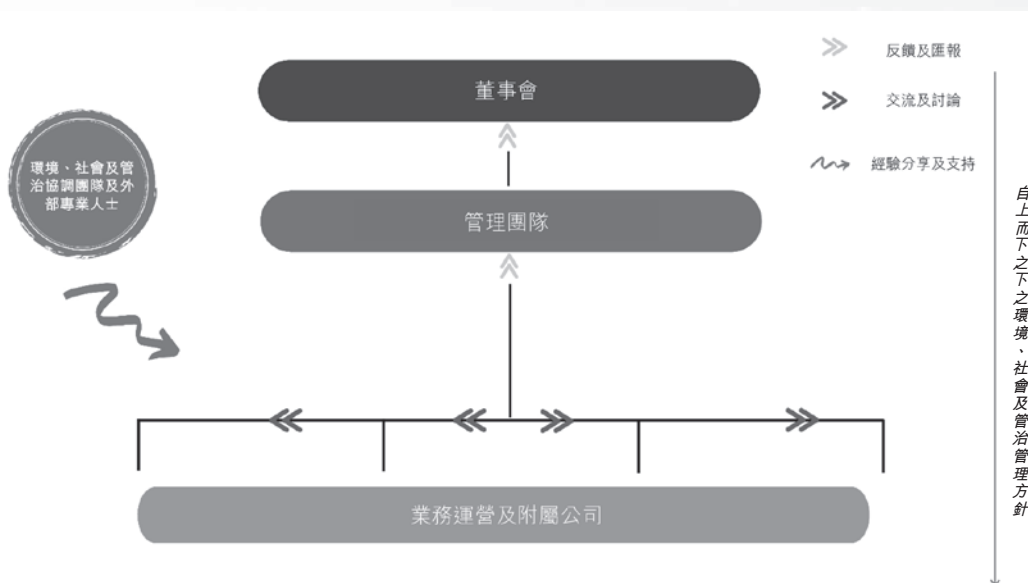 反饋及匯報
董事會
交流及討論
環境、社會及管
治協調團隊及外
部專業人士
經驗分享及支持
管理團隊
自上而下之下之環境、社會及管治管理方針
業務運營及附屬公司